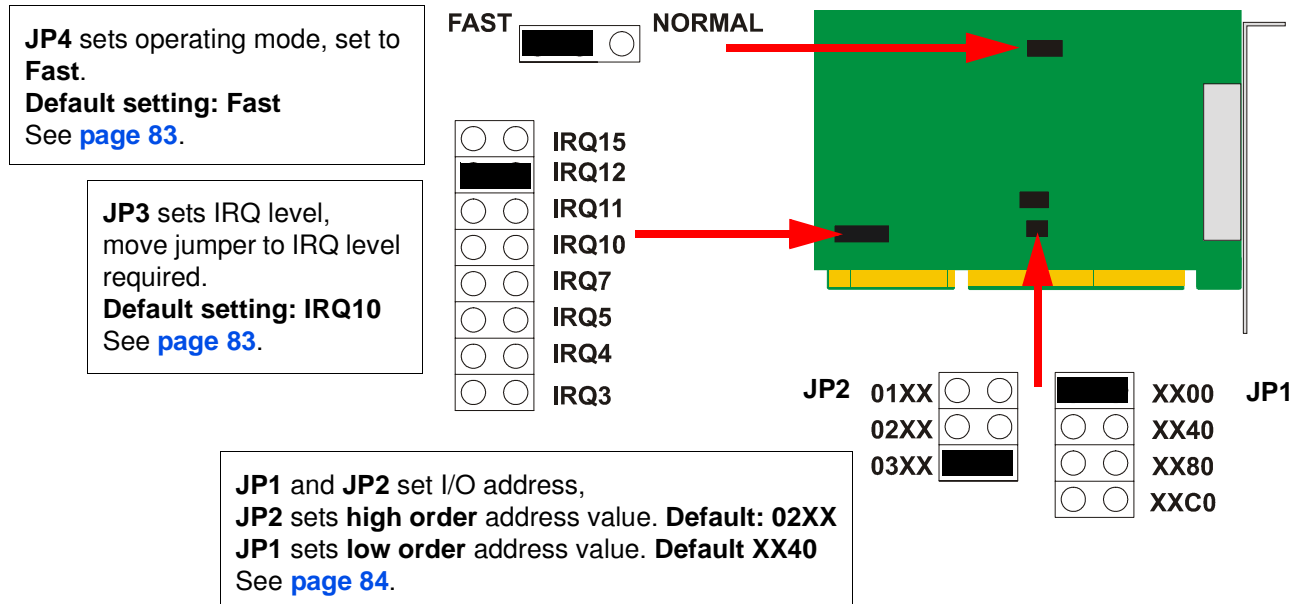 JP4 sets operating mode, set to
Fast.
Default setting: Fast
See page 83.
FAST NORMAL
JP3 sets IRQ level,
move jumper to IRQ level
required.
Default setting: IRQ10
See page 83.
IRQ15
IRQ12
IRQ11
IRQ10
IRQ7
IRQ5
IRQ4
IRQ3
JP2
01XX
02XX
03XX
XX00
XX40
XX80
XXC0
JP1
JP1 and JP2 set I/O address,
JP2 sets high order address value. Default: 02XX
JP1 sets low order address value. Default XX40
See page 84.